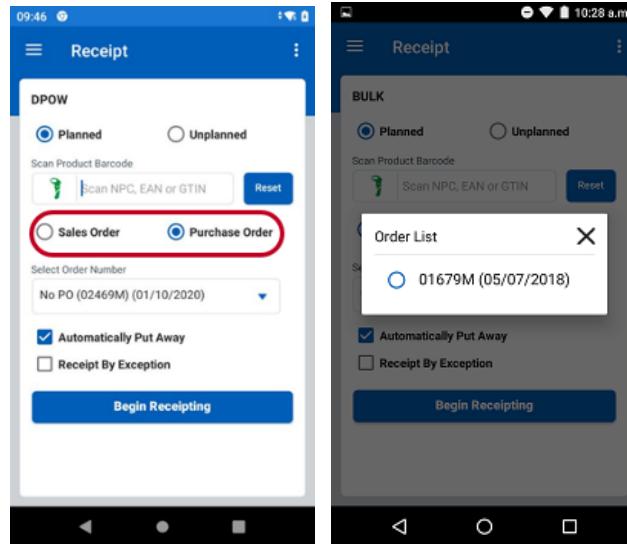 09:46
Receipt
DPOW
Planned
Unplanned
Scan Product Barcode
Scan NPC, EAN or GTIN
Reset
Sales Order
Purchase Order
Select Order Number
No PO (02469M) (01/10/2020)
Automatically Put Away
Receipt By Exception
Begin Receipting
10:28 a.m
Receipt
BULK
Planned
Unplanned
Scan Product Barcode
Scan NPC, EAN or GTIN
Reset
Order List
01679M (05/07/2018)
Automatically Put Away
Receipt By Exception
Begin Receipting